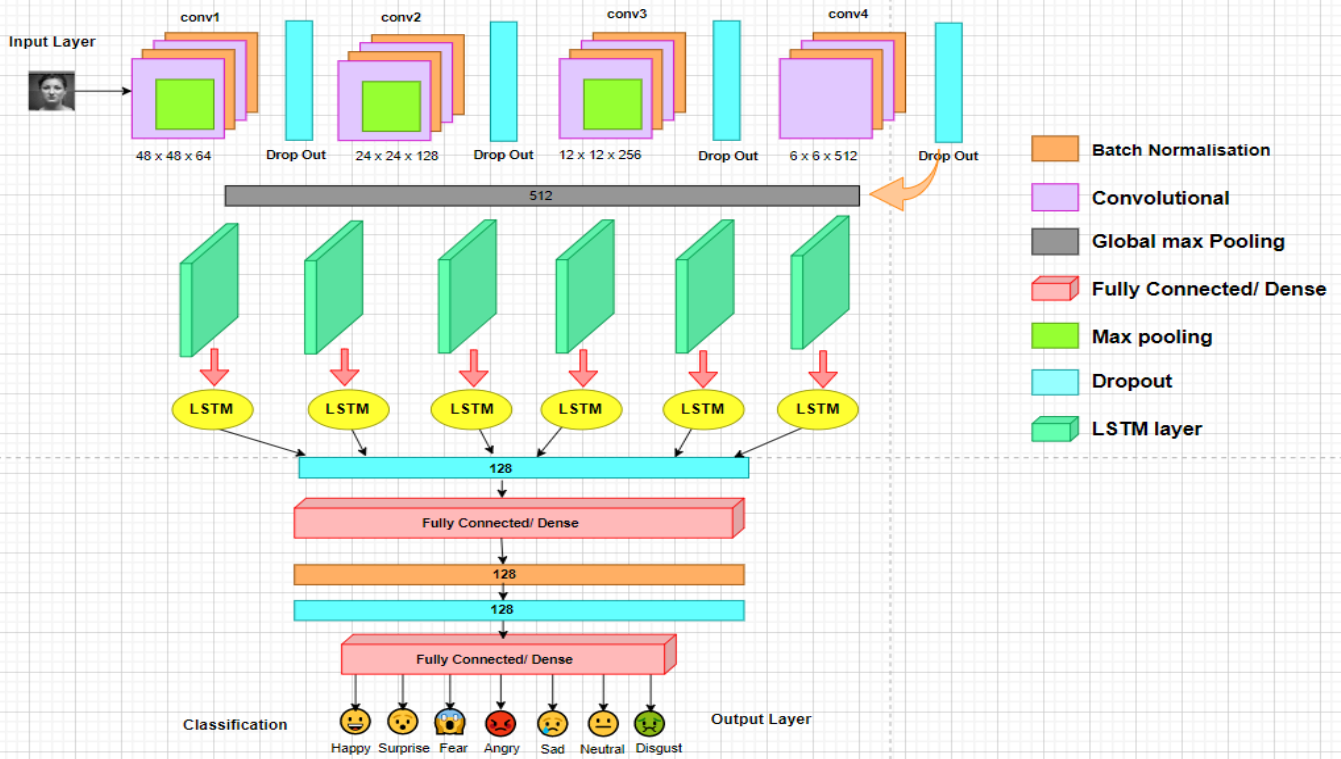 conv1
conv2
conv3
conv4
Input Layer
48 x 48 x 64
Drop Out
24 x 24 x 128
Drop Out
12 x 12 x 256
Drop Out
6 x 6 x 512
Drop Out
512
Batch Normalisation
Convolutional
Global max Pooling
Fully Connected/ Dense
Max pooling
Dropout
LSTM layer
LSTM
LSTM
LSTM
LSTM
LSTM
LSTM
128
Fully Connected/ Dense
128
128
Fully Connected/ Dense
Classification
Output Layer
Happy
Surprise
Fear
Angry
Sad
Neutral
Disgust